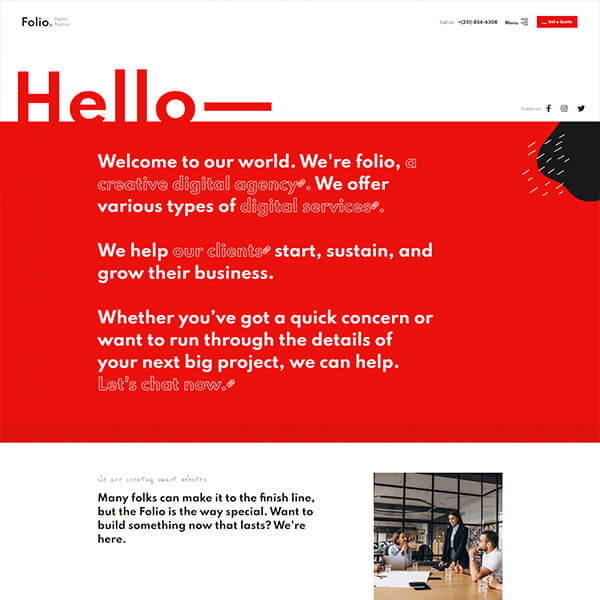 Folio. Digital Agency
Call us +(251) 854-6308 Menu Get a Quote
Hello—
Follow us
Welcome to our world. We're folio, a
creative digital agency. We offer
various types of digital services.
We help our clients start, sustain, and
grow their business.
Whether you’ve got a quick concern or
want to run through the details of
your next big project, we can help.
Let's chat now.
We are creating smart websites
Many folks can make it to the finish line,
but the Folio is the way special. Want to
build something now that lasts? We're
here.